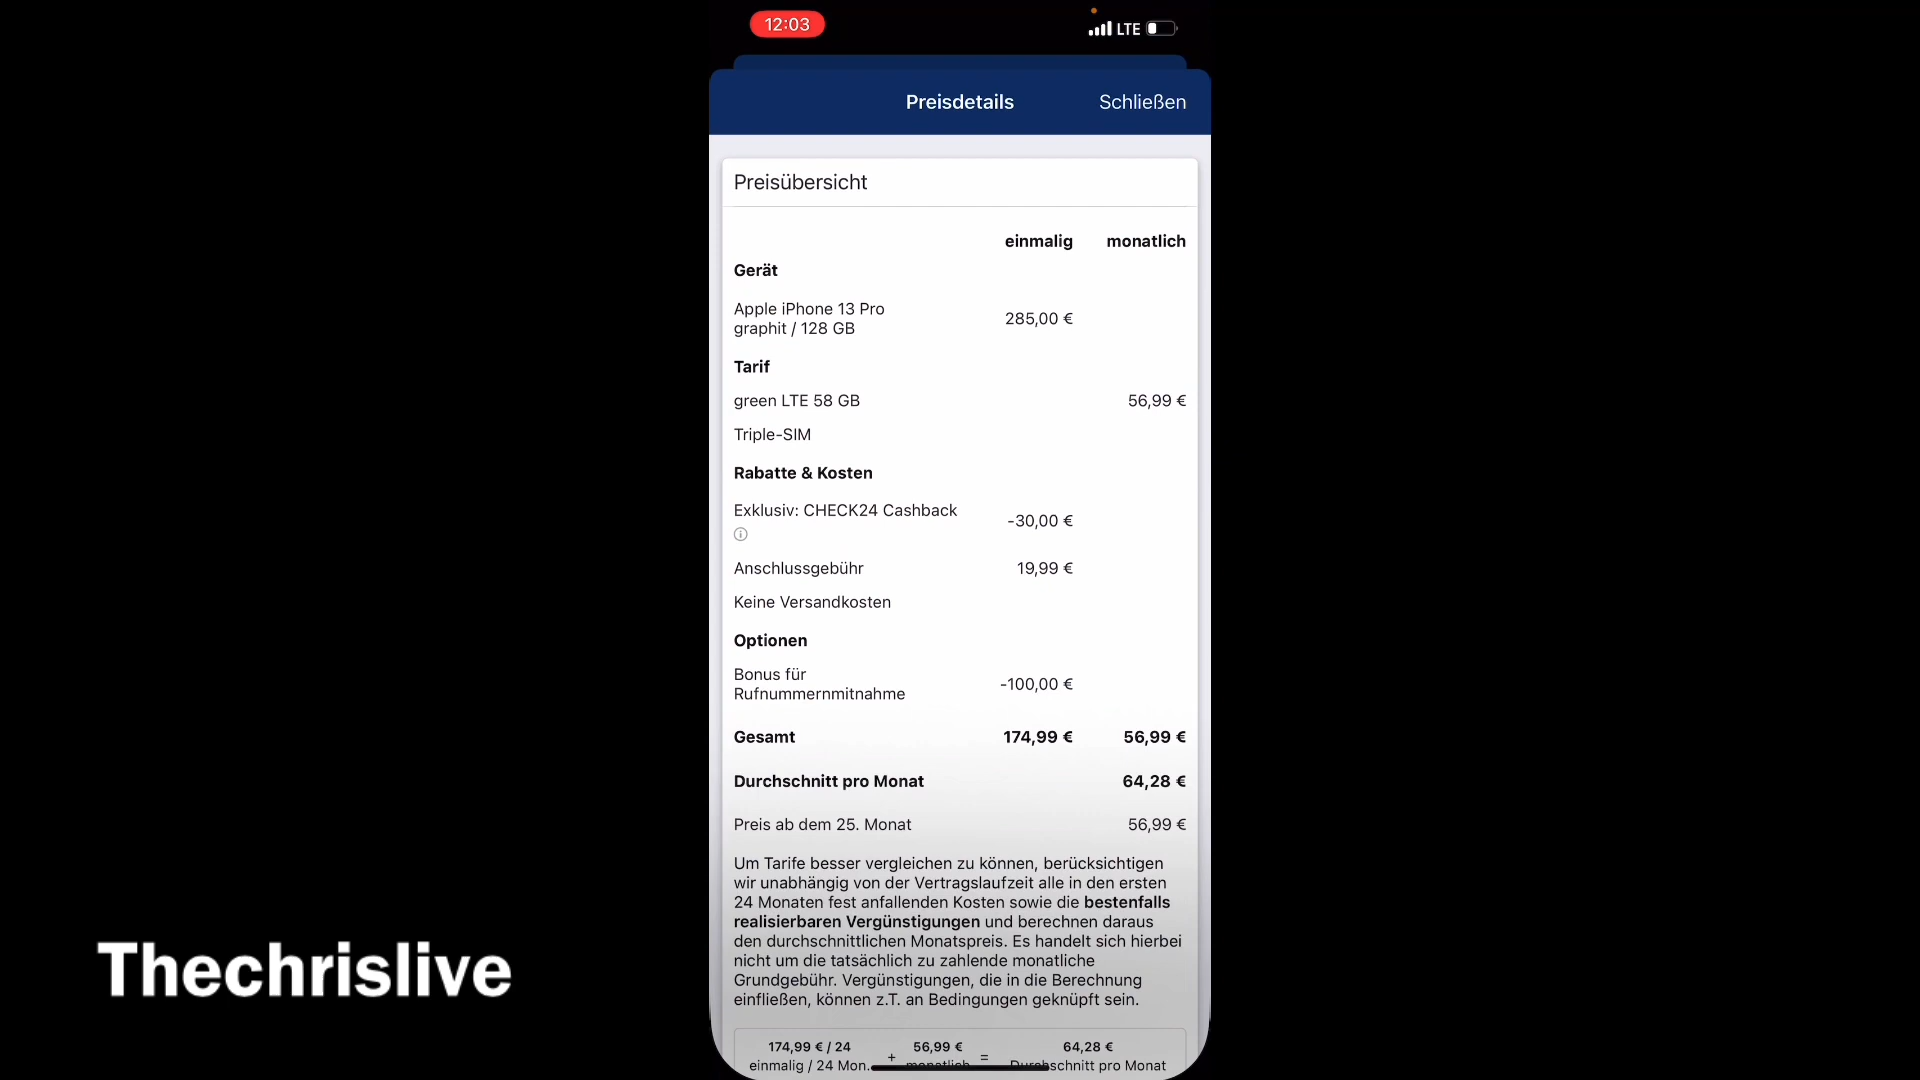 12:03
LTE
Preisdetails
Schließen
Preisübersicht
einmalig monatlich
Gerät
Apple iPhone 13 Pro
graphit / 128 GB
285,00 €
Tarif
green LTE 58 GB
56,99 €
Triple-SIM
Rabatte & Kosten
Exklusiv: CHECK24 Cashback
-30,00 €
Anschlussgebühr
19,99 €
Keine Versandkosten
Optionen
Bonus für
Rufnummernmitnahme
-100,00 €
Gesamt 174,99 € 56,99 €
Durchschnitt pro Monat 64,28 €
Preis ab dem 25. Monat 56,99 €
Um Tarife besser vergleichen zu können, berücksichtigen
wir unabhängig von der Vertragslaufzeit alle in den ersten
24 Monaten fest anfallenden Kosten sowie die bestenfalls
realisierbaren Vergünstigungen und berechnen daraus
den durchschnittlichen Monatspreis. Es handelt sich hierbei
nicht um die tatsächlich zu zahlende monatliche
Grundgebühr. Vergünstigungen, die in die Berechnung
einfließen, können z.T. an Bedingungen geknüpft sein.
174,99 € / 24 + 56,99 € = 64,28 €
einmalig / 24 Mon. monatlich Durchschnitt pro Monat
Thechrislive